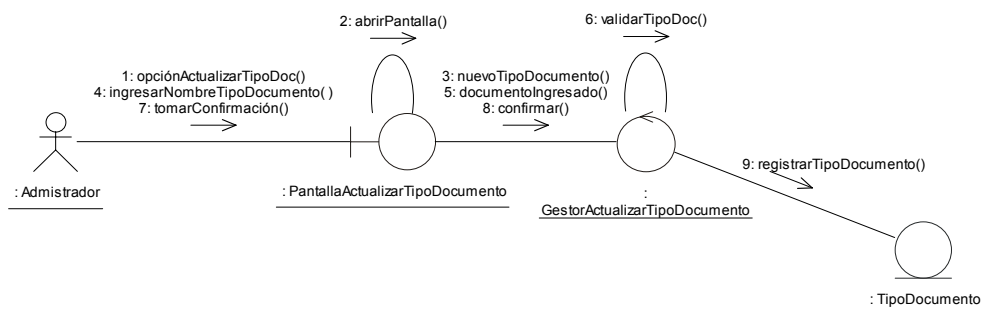 2: abrirPantalla()
6: validarTipoDoc()
1: opciónActualizarTipoDoc()
4: ingresarNombreTipoDocumento( )
7: tomarConfirmación()
3: nuevoTipoDocumento()
5: documentoIngresado()
8: confirmar()
9: registrarTipoDocumento()
: Admistrador
: PantallaActualizarTipoDocumento
:
GestorActualizarTipoDocumento
: TipoDocumento